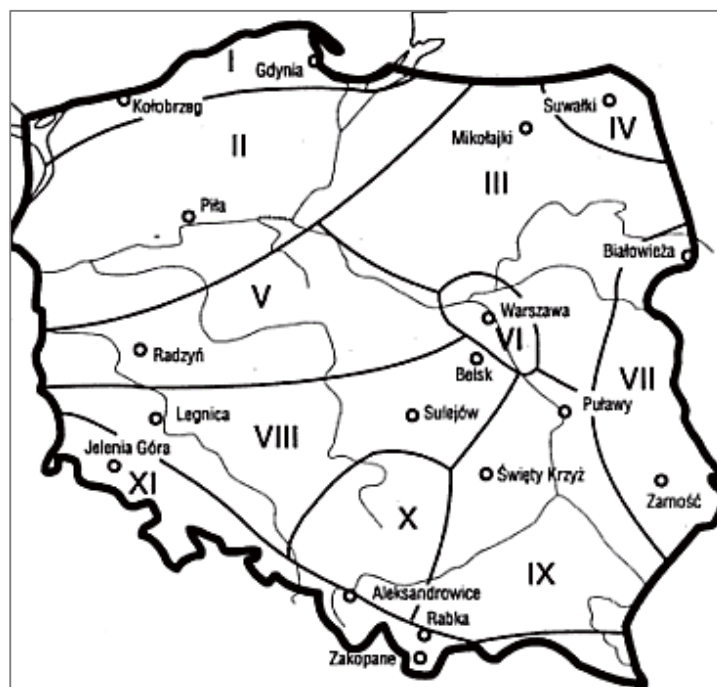 I
Gdynia
Kołobrzeg
Suwałki
IV
Mikołajki
II
III
Piła
Białowieża
V
Warszawa
VI
Radzyń
Belsk
VII
Legnica
Sulejów
Puławy
VIII
Jelenia Góra
XI
Święty Krzyż
Zamość
X
IX
Aleksandrowice
Rabka
Zakopane